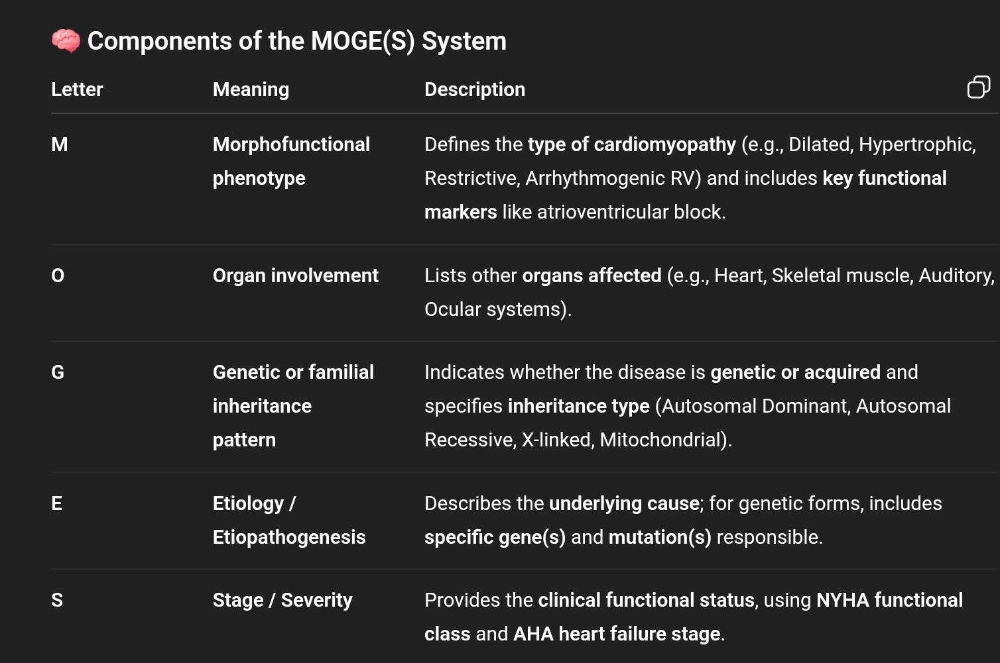 🧠 Components of the MOGE(S) System
Letter Meaning Description
M Morphofunctional Defines the type of cardiomyopathy (e.g., Dilated, Hypertrophic,
phenotype Restrictive, Arrhythmogenic RV) and includes key functional
markers like atrioventricular block.
O Organ involvement Lists other organs affected (e.g., Heart, Skeletal muscle, Auditory,
Ocular systems).
G Genetic or familial Indicates whether the disease is genetic or acquired and
inheritance specifies inheritance type (Autosomal Dominant, Autosomal
pattern Recessive, X-linked, Mitochondrial).
E Etiology / Describes the underlying cause; for genetic forms, includes
Etiopathogenesis specific gene(s) and mutation(s) responsible.
S Stage / Severity Provides the clinical functional status, using NYHA functional
class and AHA heart failure stage.